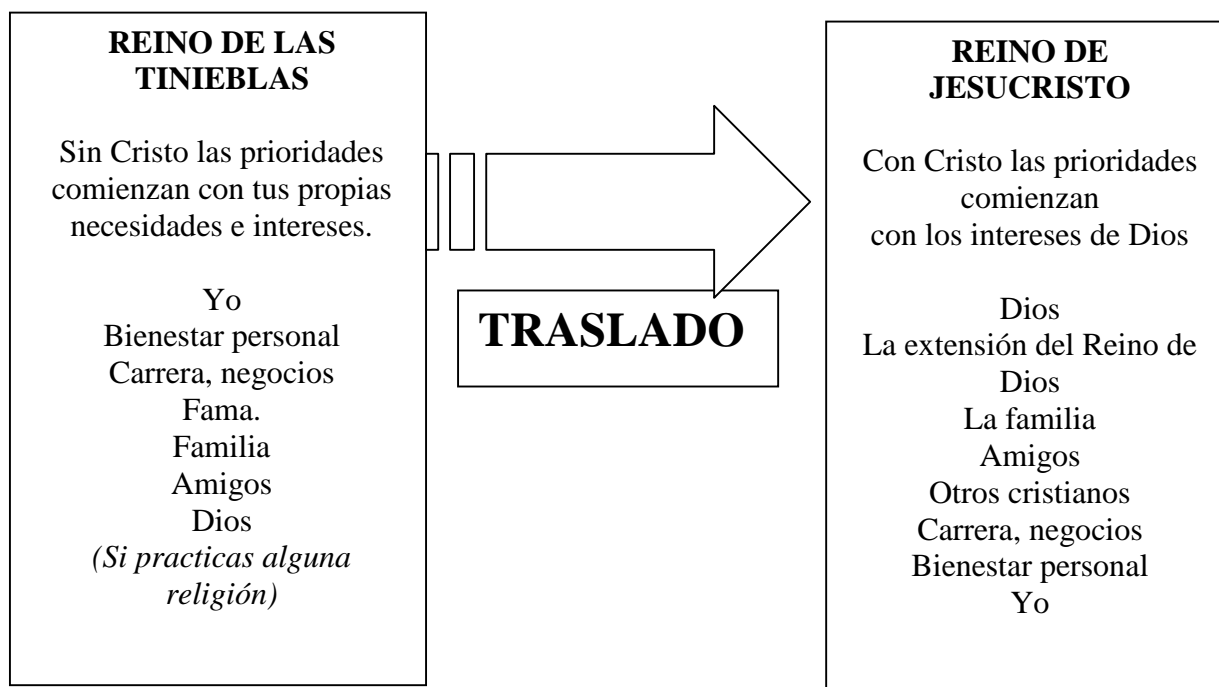 REINO DE LAS
TINIEBLAS
Sin Cristo las prioridades
comienzan con tus propias
necesidades e intereses.
Yo
Bienestar personal
Carrera, negocios
Fama.
Familia
Amigos
Dios
(Si practicas alguna
religión)
TRASLADO
REINO DE
JESUCRISTO
Con Cristo las prioridades
comienzan
con los intereses de Dios
Dios
La extensión del Reino de
Dios
La familia
Amigos
Otros cristianos
Carrera, negocios
Bienestar personal
Yo